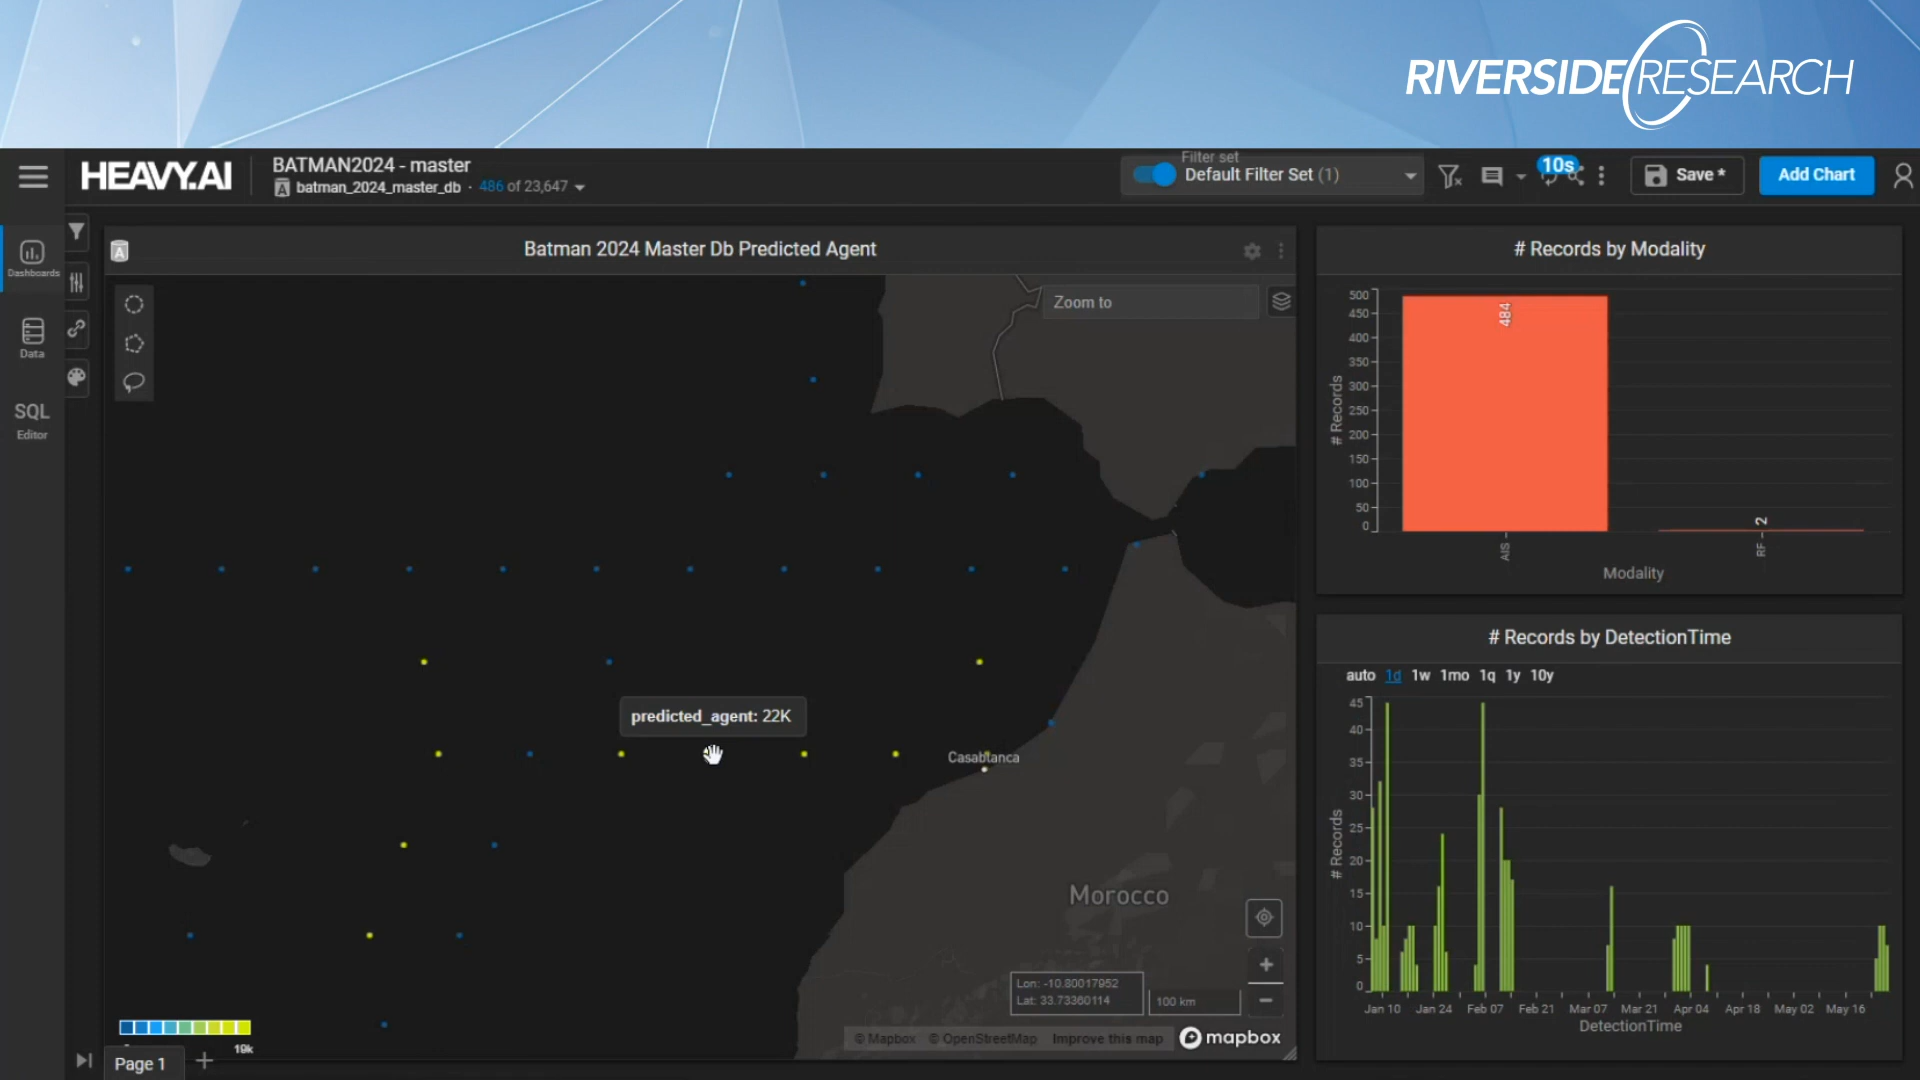 RIVERSIDE RESEARCH
HEAVY.AI
BATMAN2024 - master
batman_2024_master_db · 486 of 23,647
Filter set
Default Filter Set (1)
10s
Save *
Add Chart
Dashboards
Data
SQL
Editor
A
Batman 2024 Master Db Predicted Agent
Zoom to
predicted_agent: 22K
Casablanca
Morocco
Lon: -10.80017952
Lat: 33.73360114
100 km
+
−
19k
© Mapbox © OpenStreetMap Improve this map
mapbox
Page 1
+
# Records by Modality
500
450
400
350
300
250
200
150
100
50
0
# Records
484
2
AIS
RF
Modality
# Records by DetectionTime
auto 1d 1w 1mo 1q 1y 10y
45
40
35
30
25
20
15
10
5
0
# Records
Jan 10 Jan 24 Feb 07 Feb 21 Mar 07 Mar 21 Apr 04 Apr 18 May 02 May 16
DetectionTime